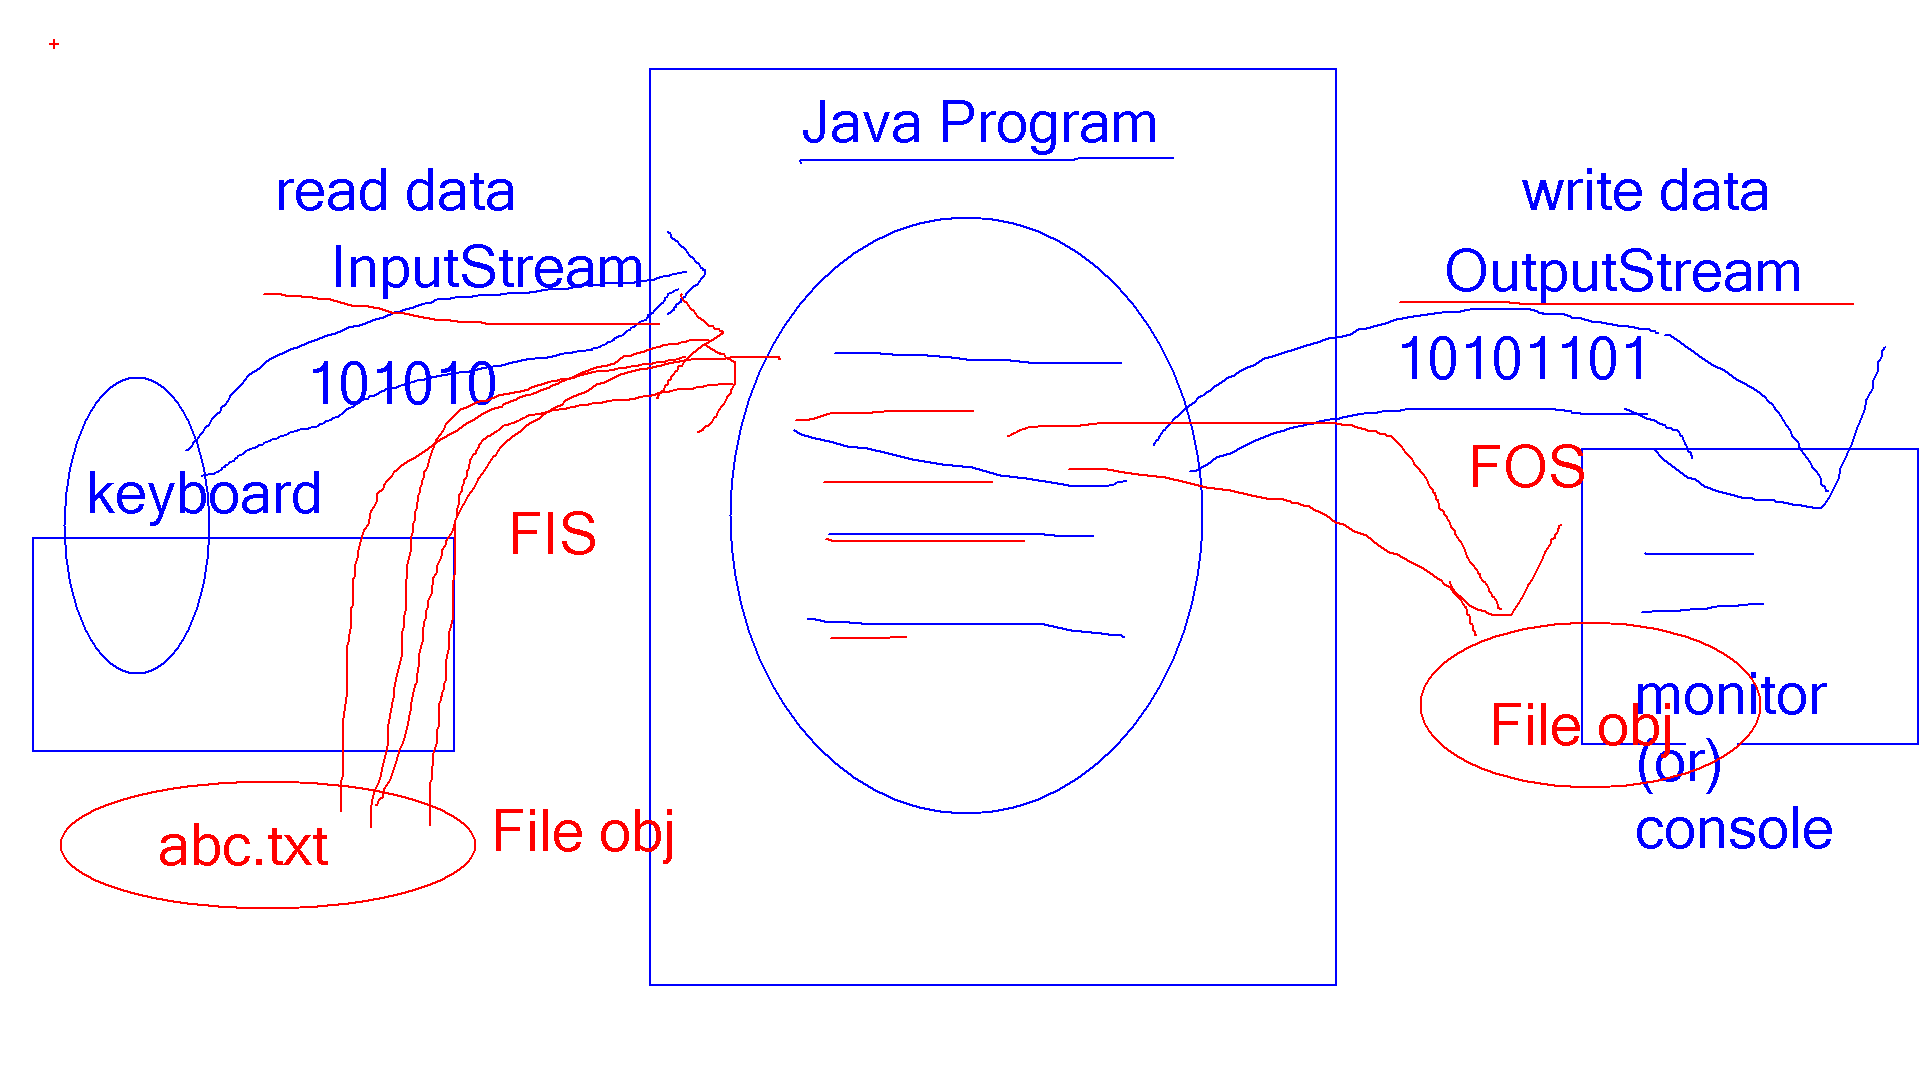 Java Program
read data
InputStream
101010
keyboard
FIS
abc.txt
File obj
write data
OutputStream
10101101
FOS
File obj
monitor
(or)
console